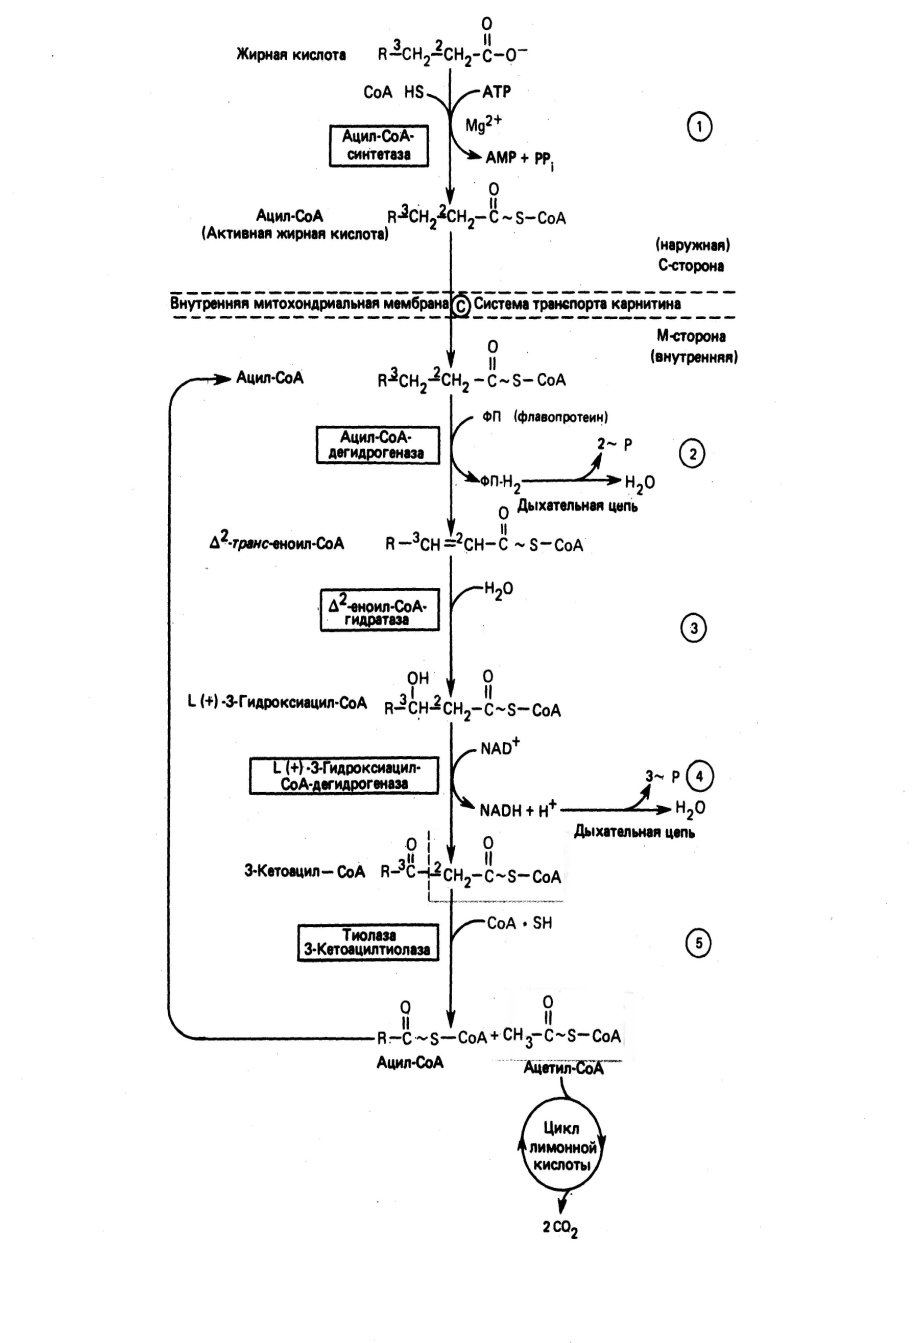 O
Жирная кислота R–³CH₂–²CH₂–C–O⁻
CoA HS ATP
Mg²⁺
Ацил-CoA-
синтетаза
AMP + PPᵢ
1
O
Ацил-CoA R–³CH₂–²CH₂–C~S–CoA
(Активная жирная кислота)
(наружная)
С-сторона
Внутренняя митохондриальная мембрана C Система транспорта карнитина
М-сторона
(внутренняя)
O
Ацил-CoA R–³CH₂–²CH₂–C~S–CoA
ФП (флавопротеин)
Ацил-CoA-
дегидрогеназа
2~P
2
ФП-H₂ H₂O
Дыхательная цепь
O
Δ²-транс-еноил-CoA R–³CH=²CH–C~S–CoA
H₂O
Δ²-еноил-CoA-
гидратаза
3
OH O
L (+)-3-Гидроксиацил-CoA R–³CH–²CH₂–C~S–CoA
NAD⁺
L (+)-3-Гидроксиацил-
CoA-дегидрогеназа
3~P 4
NADH + H⁺ H₂O
Дыхательная цепь
O O
3-Кетоацил–CoA R–³C–²CH₂–C~S–CoA
CoA · SH
Тиолаза
3-Кетоацилтиолаза
5
O O
R–C~S–CoA + CH₃–C~S–CoA
Ацил-CoA Ацетил-CoA
Цикл
лимонной
кислоты
2CO₂